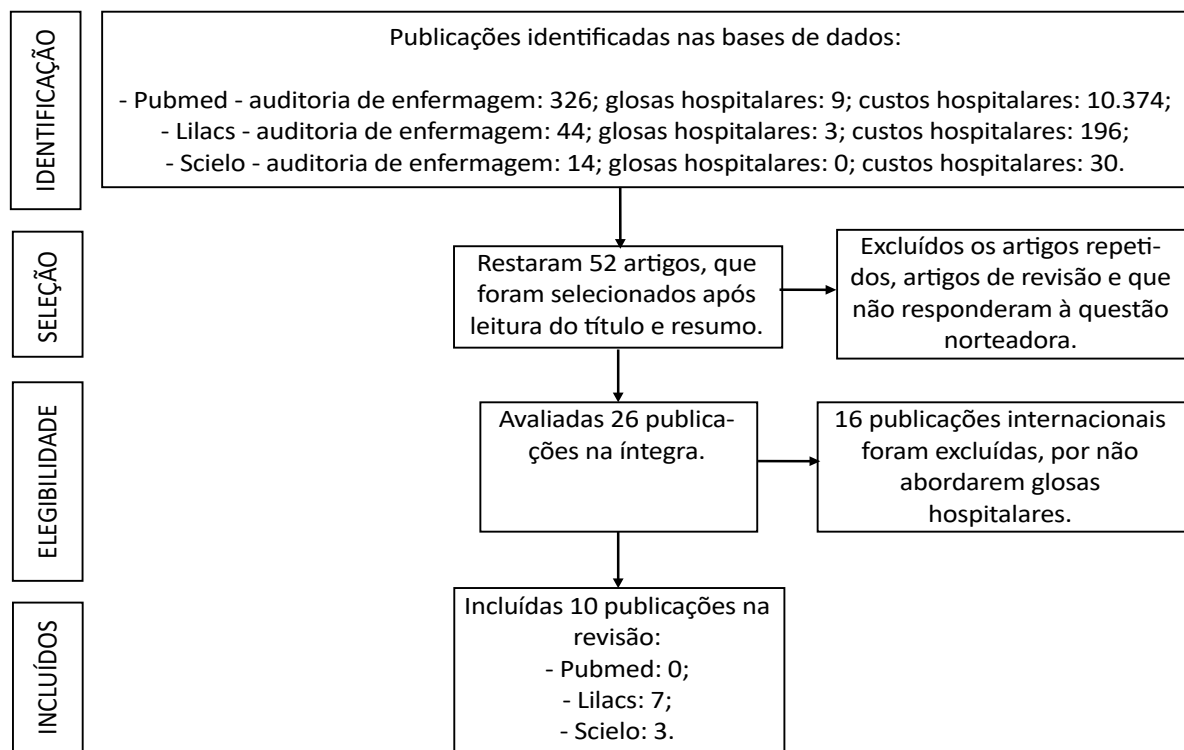 IDENTIFICAÇÃO
Publicações identificadas nas bases de dados:
- Pubmed - auditoria de enfermagem: 326; glosas hospitalares: 9; custos hospitalares: 10.374;
- Lilacs - auditoria de enfermagem: 44; glosas hospitalares: 3; custos hospitalares: 196;
- Scielo - auditoria de enfermagem: 14; glosas hospitalares: 0; custos hospitalares: 30.
SELEÇÃO
Restaram 52 artigos, que
foram selecionados após
leitura do título e resumo.
Excluídos os artigos repeti-
dos, artigos de revisão e que
não responderam à questão
norteadora.
ELEGIBILIDADE
Avaliadas 26 publica-
ções na íntegra.
16 publicações internacionais
foram excluídas, por não
abordarem glosas
hospitalares.
INCLUÍDOS
Incluídas 10 publicações na
revisão:
- Pubmed: 0;
- Lilacs: 7;
- Scielo: 3.